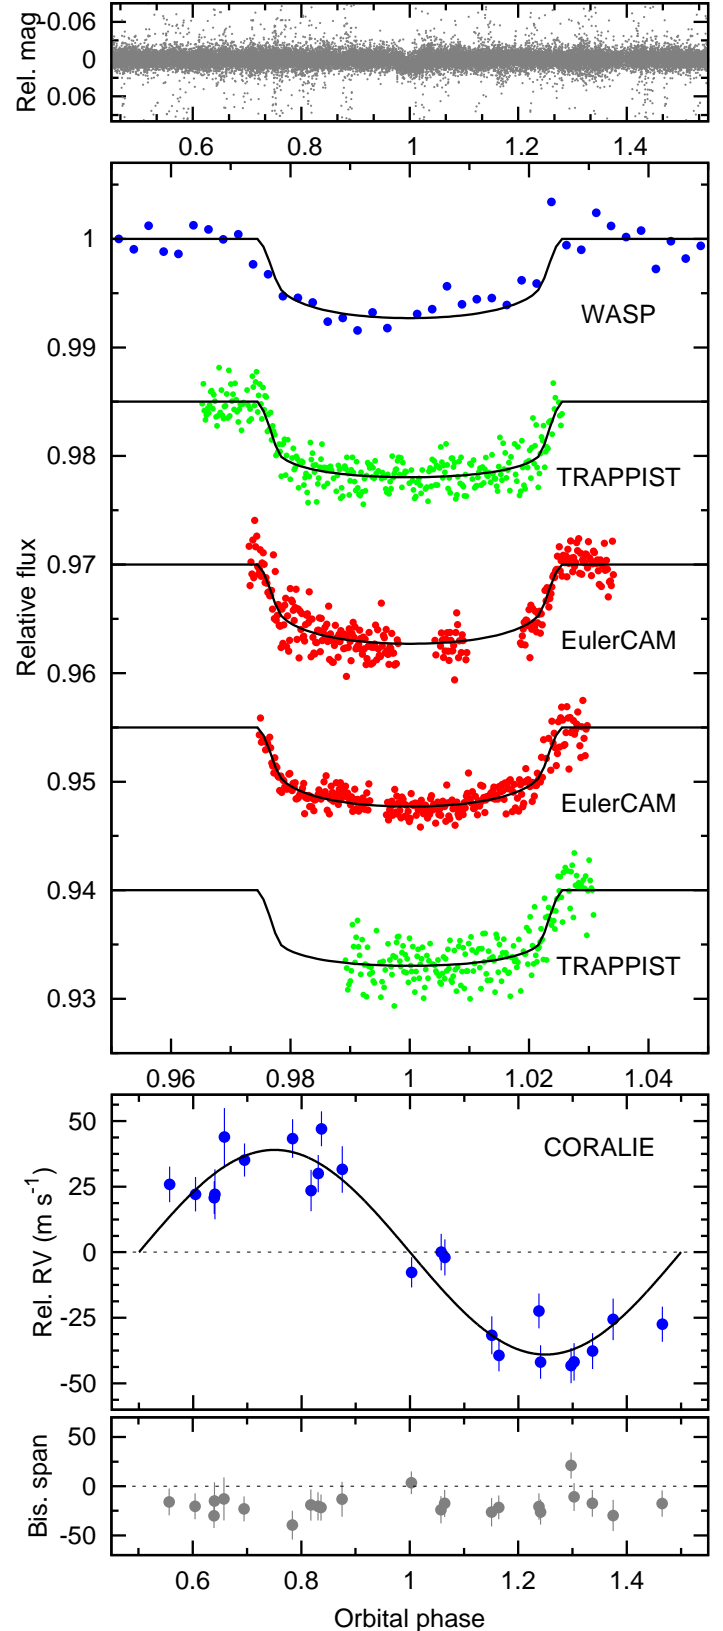 -0.06
0
0.06
Rel. mag
0.6 0.8 1 1.2 1.4
1
0.99
0.98
0.97
0.96
0.95
0.94
0.93
Relative flux
WASP
TRAPPIST
EulerCAM
EulerCAM
TRAPPIST
0.96 0.98 1 1.02 1.04
50
25
0
-25
-50
Rel. RV (m s⁻¹)
CORALIE
50
0
-50
Bis. span
0.6 0.8 1 1.2 1.4
Orbital phase